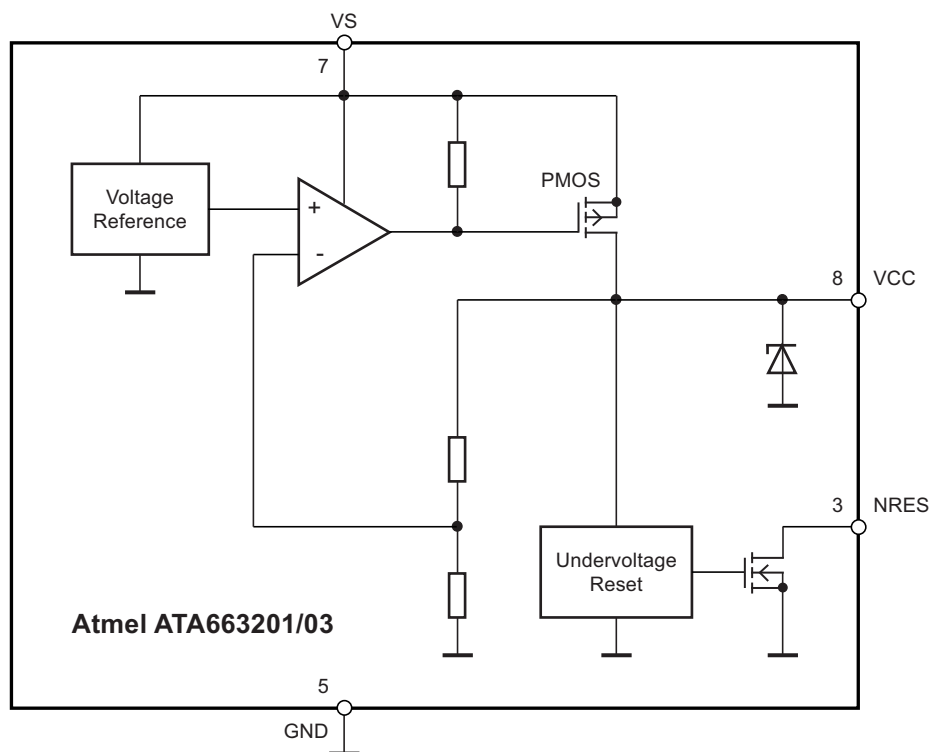 VS
7
PMOS
Voltage
Reference
+
-
8
VCC
3
NRES
Undervoltage
Reset
Atmel ATA663201/03
5
GND